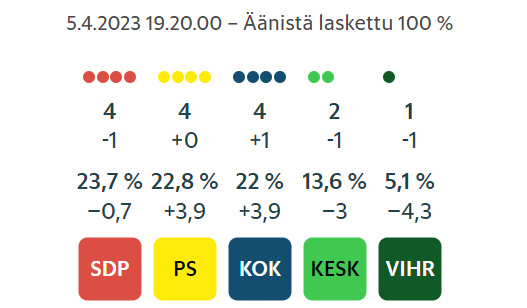 5.4.2023 19.20.00 – Äänistä laskettu 100 %
4 4 4 2 1
-1 +0 +1 -1 -1
23,7 % 22,8 % 22 % 13,6 % 5,1 %
−0,7 +3,9 +3,9 −3 −4,3
SDP PS KOK KESK VIHR